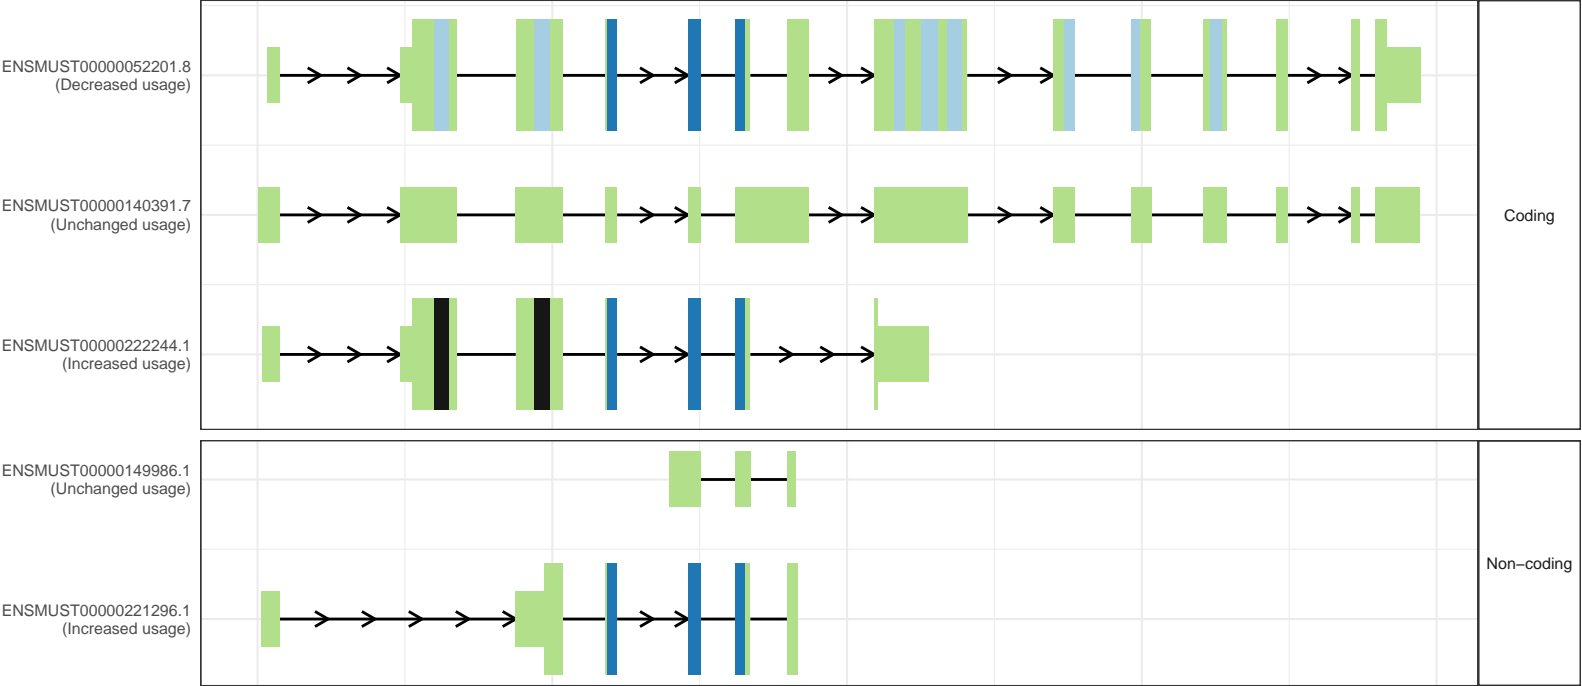 ENSMUST00000052201.8
(Decreased usage)
ENSMUST00000140391.7
(Unchanged usage)
Coding
ENSMUST00000222244.1
(Increased usage)
ENSMUST00000149986.1
(Unchanged usage)
Non−coding
ENSMUST00000221296.1
(Increased usage)